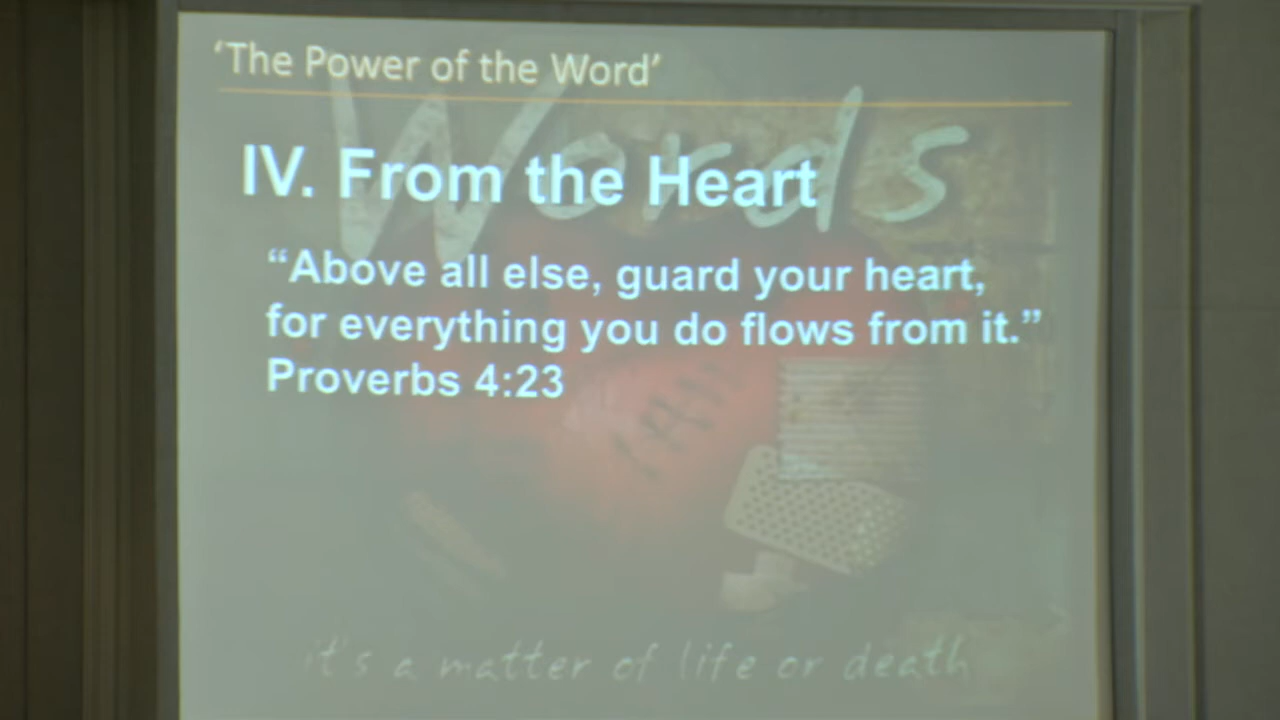 ‘The Power of the Word’
Words
IV. From the Heart
“Above all else, guard your heart,
for everything you do flows from it.”
Proverbs 4:23
it's a matter of life or death